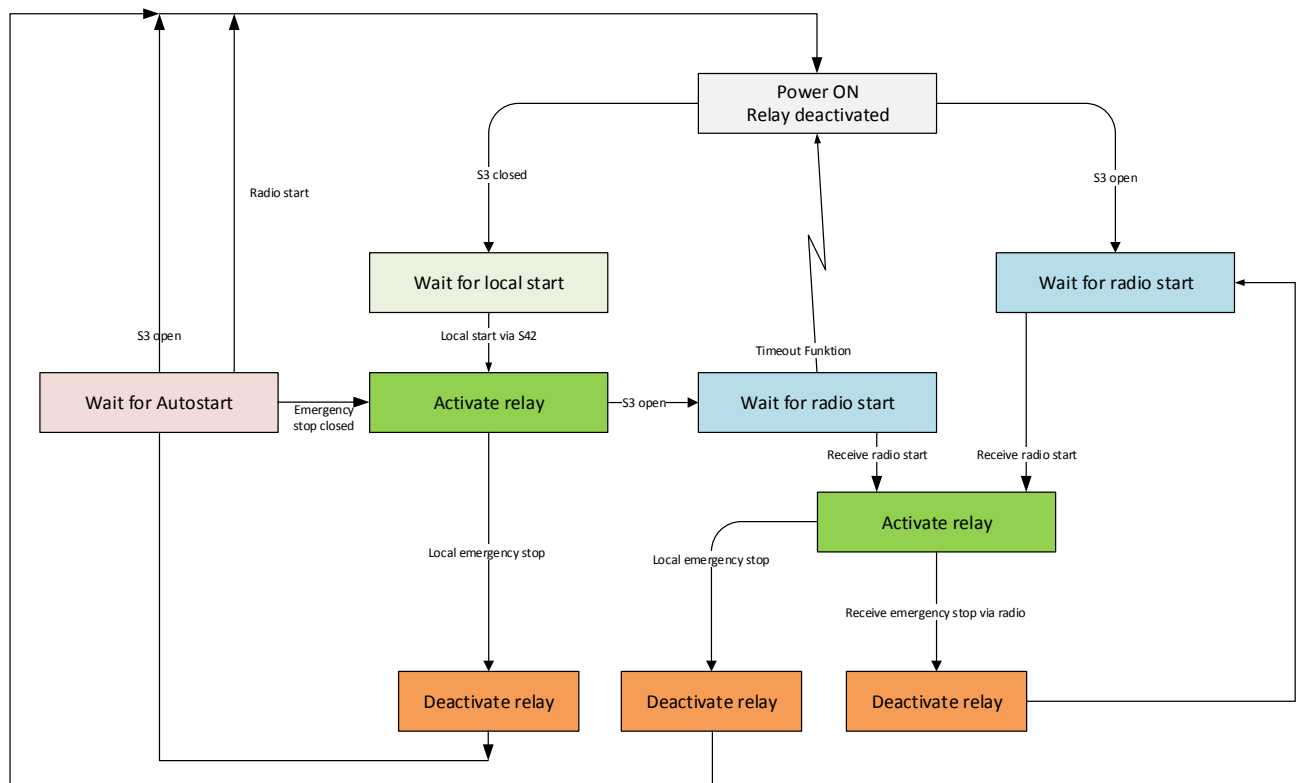 Power ON
Relay deactivated
S3 closed
S3 open
Radio start
Wait for local start
Wait for radio start
S3 open
Local start via S42
Timeout Funktion
Wait for Autostart
Emergency
stop closed
Activate relay
S3 open
Wait for radio start
Receive radio start
Receive radio start
Activate relay
Local emergency stop
Local emergency stop
Receive emergency stop via radio
Deactivate relay
Deactivate relay
Deactivate relay